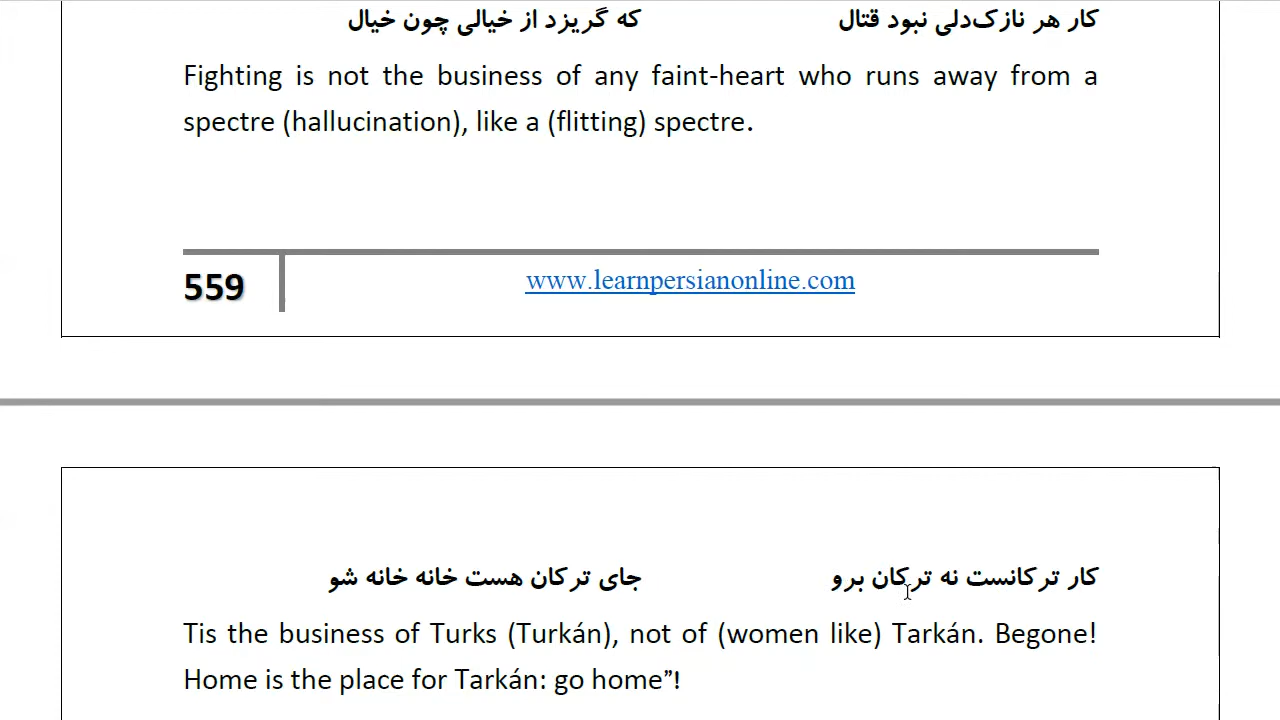 کار هر نازک‌دلی نبود قتال که گریزد از خیالی چون خیال
Fighting is not the business of any faint-heart who runs away from a
spectre (hallucination), like a (flitting) spectre.
559 www.learnpersianonline.com
کار ترکانست نه ترکان برو جای ترکان هست خانه خانه شو
Tis the business of Turks (Turkán), not of (women like) Tarkán. Begone!
Home is the place for Tarkán: go home”!